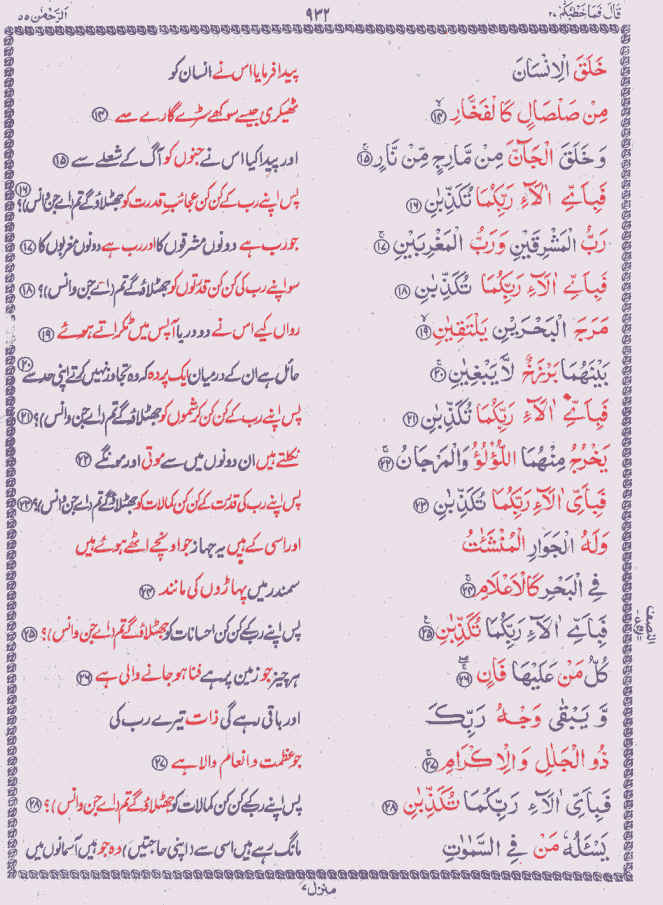 قَالَ فَمَا خَطْبُكُمْ ٢٧
٩٣٢
اَلرَّحْمٰن ٥٥
خَلَقَ الْاِنْسَانَ
پیدا فرمایا اس نے انسان کو
مِنْ صَلْصَالٍ كَالْفَخَّارِ ۙ ﴿١٤﴾
ٹھیکری جیسے سوکھے سڑے گارے سے ﴿١٤﴾
وَخَلَقَ الْجَآنَّ مِنْ مَّارِجٍ مِّنْ نَّارٍ ۚ ﴿١٥﴾
اور پیدا کیا اس نے جنوں کو آگ کے شعلے سے ﴿١٥﴾
فَبِاَيِّ اٰلَآءِ رَبِّكُمَا تُكَذِّبٰنِ ﴿١٦﴾
پس اپنے رب کے کن کن عجائبِ قدرت کو جھٹلاؤ گے تم (اے جن وانس)؟ ﴿١٦﴾
رَبُّ الْمَشْرِقَيْنِ وَرَبُّ الْمَغْرِبَيْنِ ۚ ﴿١٧﴾
جو رب ہے دونوں مشرقوں کا اور رب ہے دونوں مغربوں کا ﴿١٧﴾
فَبِاَيِّ اٰلَآءِ رَبِّكُمَا تُكَذِّبٰنِ ﴿١٨﴾
سو اپنے رب کی کن کن قدرتوں کو جھٹلاؤ گے تم (اے جن وانس)؟ ﴿١٨﴾
مَرَجَ الْبَحْرَيْنِ يَلْتَقِيٰنِ ۙ ﴿١٩﴾
رواں کیے اس نے دو دریا آپس میں ٹکراتے ہوئے ﴿١٩﴾
بَيْنَهُمَا بَرْزَخٌ لَّا يَبْغِيٰنِ ۚ ﴿٢٠﴾
حائل ہے ان کے درمیان ایک پردہ کہ وہ تجاوز نہیں کرتے اپنی حد سے ﴿٢٠﴾
فَبِاَيِّ اٰلَآءِ رَبِّكُمَا تُكَذِّبٰنِ ﴿٢١﴾
پس اپنے رب کے کن کن کرشموں کو جھٹلاؤ گے تم (اے جن وانس)؟ ﴿٢١﴾
يَخْرُجُ مِنْهُمَا اللُّؤْلُؤُ وَالْمَرْجَانُ ۚ ﴿٢٢﴾
نکلتے ہیں ان دونوں میں سے موتی اور مونگے ﴿٢٢﴾
فَبِاَيِّ اٰلَآءِ رَبِّكُمَا تُكَذِّبٰنِ ﴿٢٣﴾
پس اپنے رب کی قدرت کے کن کن کمالات کو جھٹلاؤ گے تم (اے جن وانس)؟ ﴿٢٣﴾
وَلَهُ الْجَوَارِ الْمُنْشَئٰتُ
اور اسی کے ہیں یہ جہاز جو اونچے اٹھے ہوئے ہیں
فِي الْبَحْرِ كَالْاَعْلَامِ ۚ ﴿٢٤﴾
سمندر میں پہاڑوں کی مانند ﴿٢٤﴾
فَبِاَيِّ اٰلَآءِ رَبِّكُمَا تُكَذِّبٰنِ ۧ ﴿٢٥﴾
پس اپنے رب کے کن کن احسانات کو جھٹلاؤ گے تم (اے جن وانس)؟ ﴿٢٥﴾
كُلُّ مَنْ عَلَيْهَا فَانٍ ۖ ﴿٢٦﴾
ہر چیز جو زمین پر ہے فنا ہو جانے والی ہے ﴿٢٦﴾
وَّ يَبْقٰى وَجْهُ رَبِّكَ
اور باقی رہے گی ذات تیرے رب کی
ذُو الْجَلٰلِ وَالْاِكْرَامِ ۚ ﴿٢٧﴾
جو عظمت و انعام والا ہے ﴿٢٧﴾
فَبِاَيِّ اٰلَآءِ رَبِّكُمَا تُكَذِّبٰنِ ﴿٢٨﴾
پس اپنے رب کے کن کن کمالات کو جھٹلاؤ گے تم (اے جن وانس)؟ ﴿٢٨﴾
يَسْـَٔلُهٗ مَنْ فِي السَّمٰوٰتِ
مانگ رہے ہیں اسی سے (اپنی حاجتیں) وہ جو ہیں آسمانوں میں
النصف
منزل٧